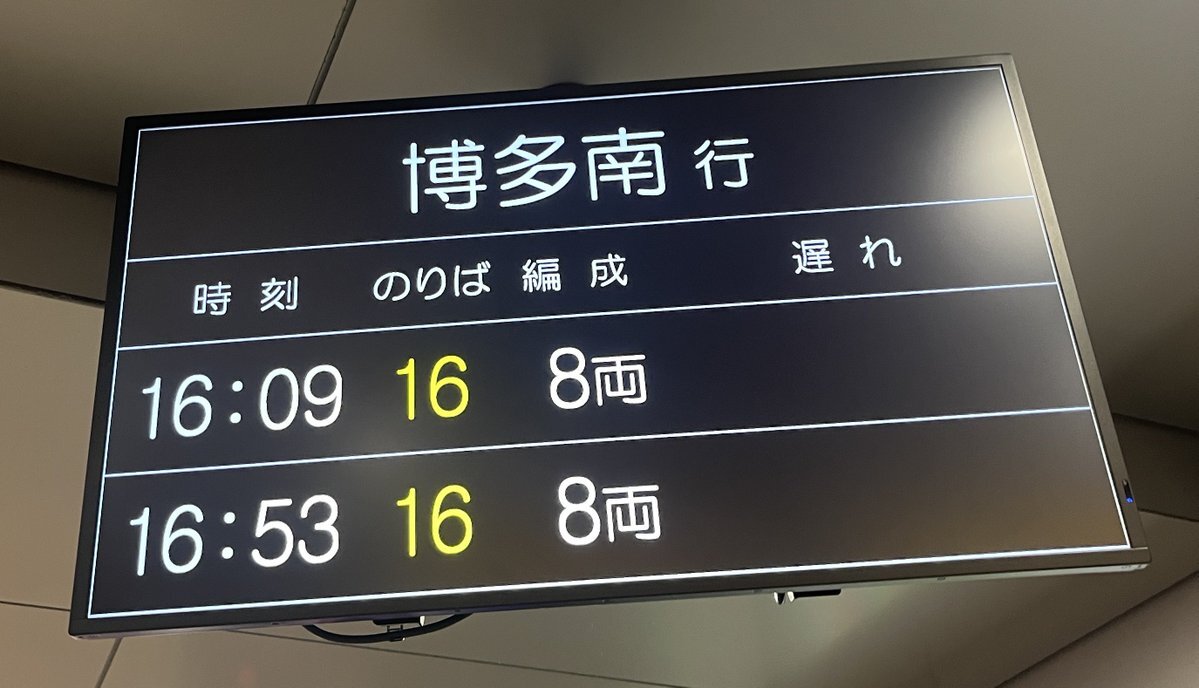 博多南 行
時刻 のりば 編成 遅れ
16:09 16 8両
16:53 16 8両